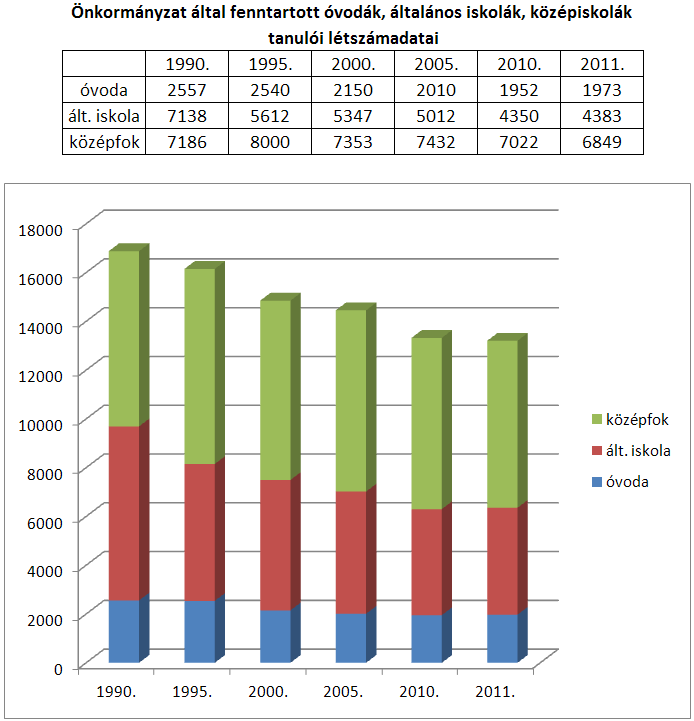 Önkormányzat által fenntartott óvodák, általános iskolák, középiskolák
tanulói létszámadatai
1990. 1995. 2000. 2005. 2010. 2011.
óvoda 2557 2540 2150 2010 1952 1973
ált. iskola 7138 5612 5347 5012 4350 4383
középfok 7186 8000 7353 7432 7022 6849
18000
16000
14000
12000
10000
8000
6000
4000
2000
0
1990. 1995. 2000. 2005. 2010. 2011.
középfok
ált. iskola
óvoda